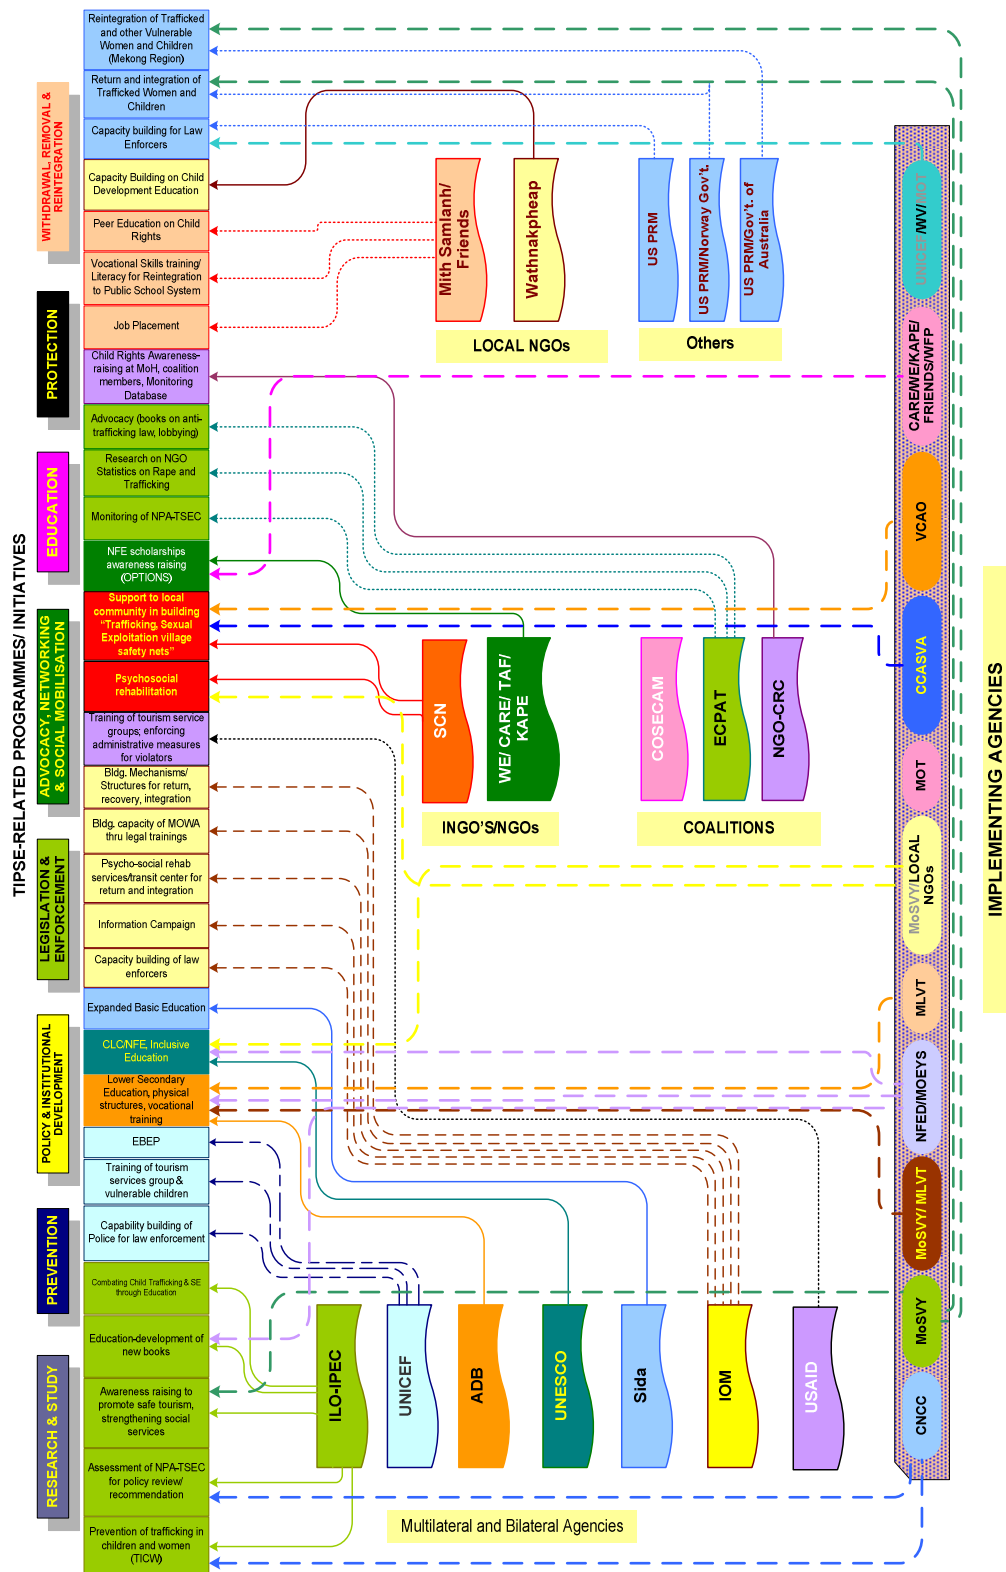 TIPSE-RELATED PROGRAMMES/ INITIATIVES
WITHDRAWAL, REMOVAL &
REINTEGRATION
PROTECTION
EDUCATION
ADVOCACY, NETWORKING
& SOCIAL MOBILISATION
LEGISLATION &
ENFORCEMENT
POLICY & INSTITUTIONAL
DEVELOPMENT
PREVENTION
RESEARCH & STUDY
Reintegration of Trafficked
and other Vulnerable
Women and Children
(Mekong Region)
Return and integration of
Trafficked Women and
Children
Capacity building for Law
Enforcers
Capacity Building on Child
Development Education
Peer Education on Child
Rights
Vocational Skills training/
Literacy for Reintegration
to Public School System
Job Placement
Child Rights Awareness-
raising at MoH, coalition
members, Monitoring
Database
Advocacy (books on anti-
trafficking law, lobbying)
Research on NGO
Statistics on Rape and
Trafficking
Monitoring of NPA-TSEC
NFE scholarships
awareness raising
(OPTIONS)
Support to local
community in building
“Trafficking, Sexual
Exploitation village
safety nets”
Psychosocial
rehabilitation
Training of tourism service
groups; enforcing
administrative measures
for violators
Bldg. Mechanisms/
Structures for return,
recovery, integration
Bldg. capacity of MOWA
thru legal trainings
Psycho-social rehab
services/transit center for
return and integration
Information Campaign
Capacity building of law
enforcers
Expanded Basic Education
CLC/NFE, Inclusive
Education
Lower Secondary
Education, physical
structures, vocational
training
EBEP
Training of tourism
services group &
vulnerable children
Capability building of
Police for law enforcement
Combating Child Trafficking & SE
through Education
Education-development of
new books
Awareness raising to
promote safe tourism,
strengthening social
services
Assessment of NPA-TSEC
for policy review/
recommendation
Prevention of trafficking in
children and women
(TICW)
Mith Samlanh/
Friends
Wathnakpheap
LOCAL NGOs
US PRM
US PRM/Norway Gov’t.
US PRM/Gov’t. of
Australia
Others
SCN
WE/ CARE/ TAF/
KAPE
INGO’S/NGOs
COSECAM
ECPAT
NGO-CRC
COALITIONS
ILO-IPEC
UNICEF
ADB
UNESCO
Sida
IOM
USAID
Multilateral and Bilateral Agencies
UNICEF/WV/MOT
CARE/WE/KAPE/
FRIENDS/WFP
VCAO
CCASVA
MOT
MoSVY/LOCAL
NGOs
MLVT
NFED/MOEYS
MoSVY/ MLVT
MoSVY
CNCC
IMPLEMENTING AGENCIES